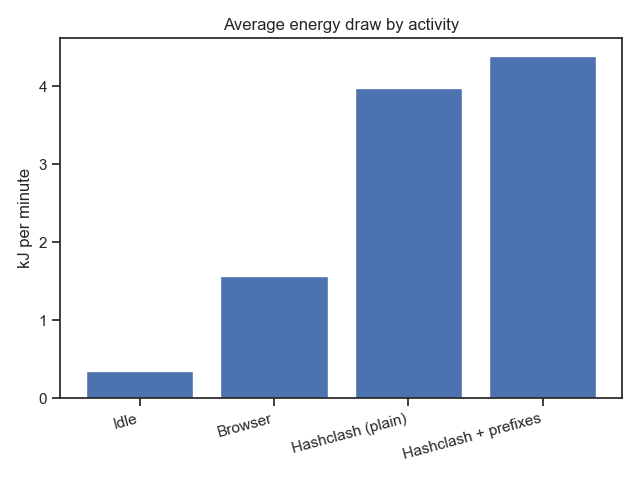 Average energy draw by activity
kJ per minute
4
3
2
1
0
Idle
Browser
Hashclash (plain)
Hashclash + prefixes